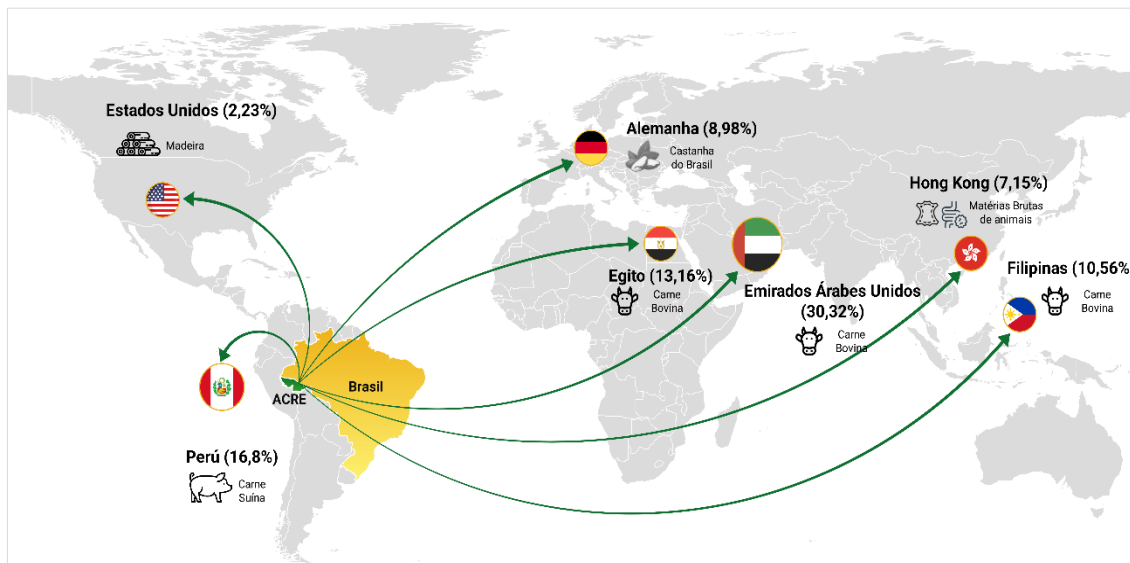 Estados Unidos (2,23%)
Madeira
Alemanha (8,98%)
Castanha
do Brasil
Hong Kong (7,15%)
Matérias Brutas
de animais
Egito (13,16%)
Carne
Bovina
Emirados Árabes Unidos
(30,32%)
Carne
Bovina
Filipinas (10,56%
Carne
Bovina
Brasil
ACRE
Perú (16,8%)
Carne
Suína